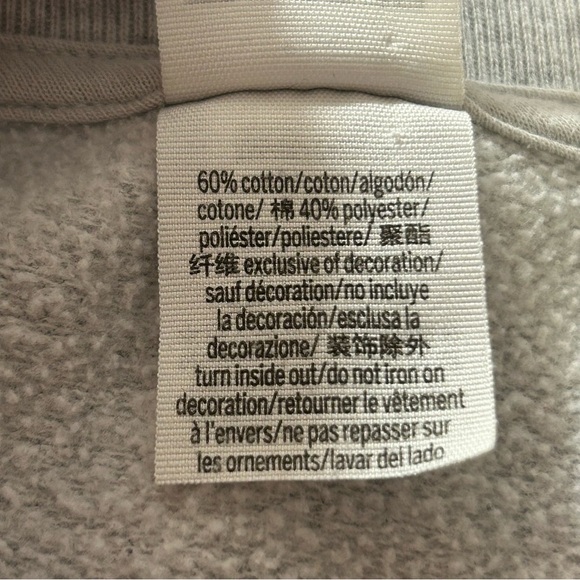 60% cotton/coton/algodón/
cotone/ 棉 40% polyester/
poliéster/poliestere/ 聚酯
纤维 exclusive of decoration/
sauf décoration/no incluye
la decoración/esclusa la
decorazione/ 装饰除外
turn inside out/do not iron on
decoration/retourner le vêtement
à l'envers/ne pas repasser sur
les ornements/lavar del lado